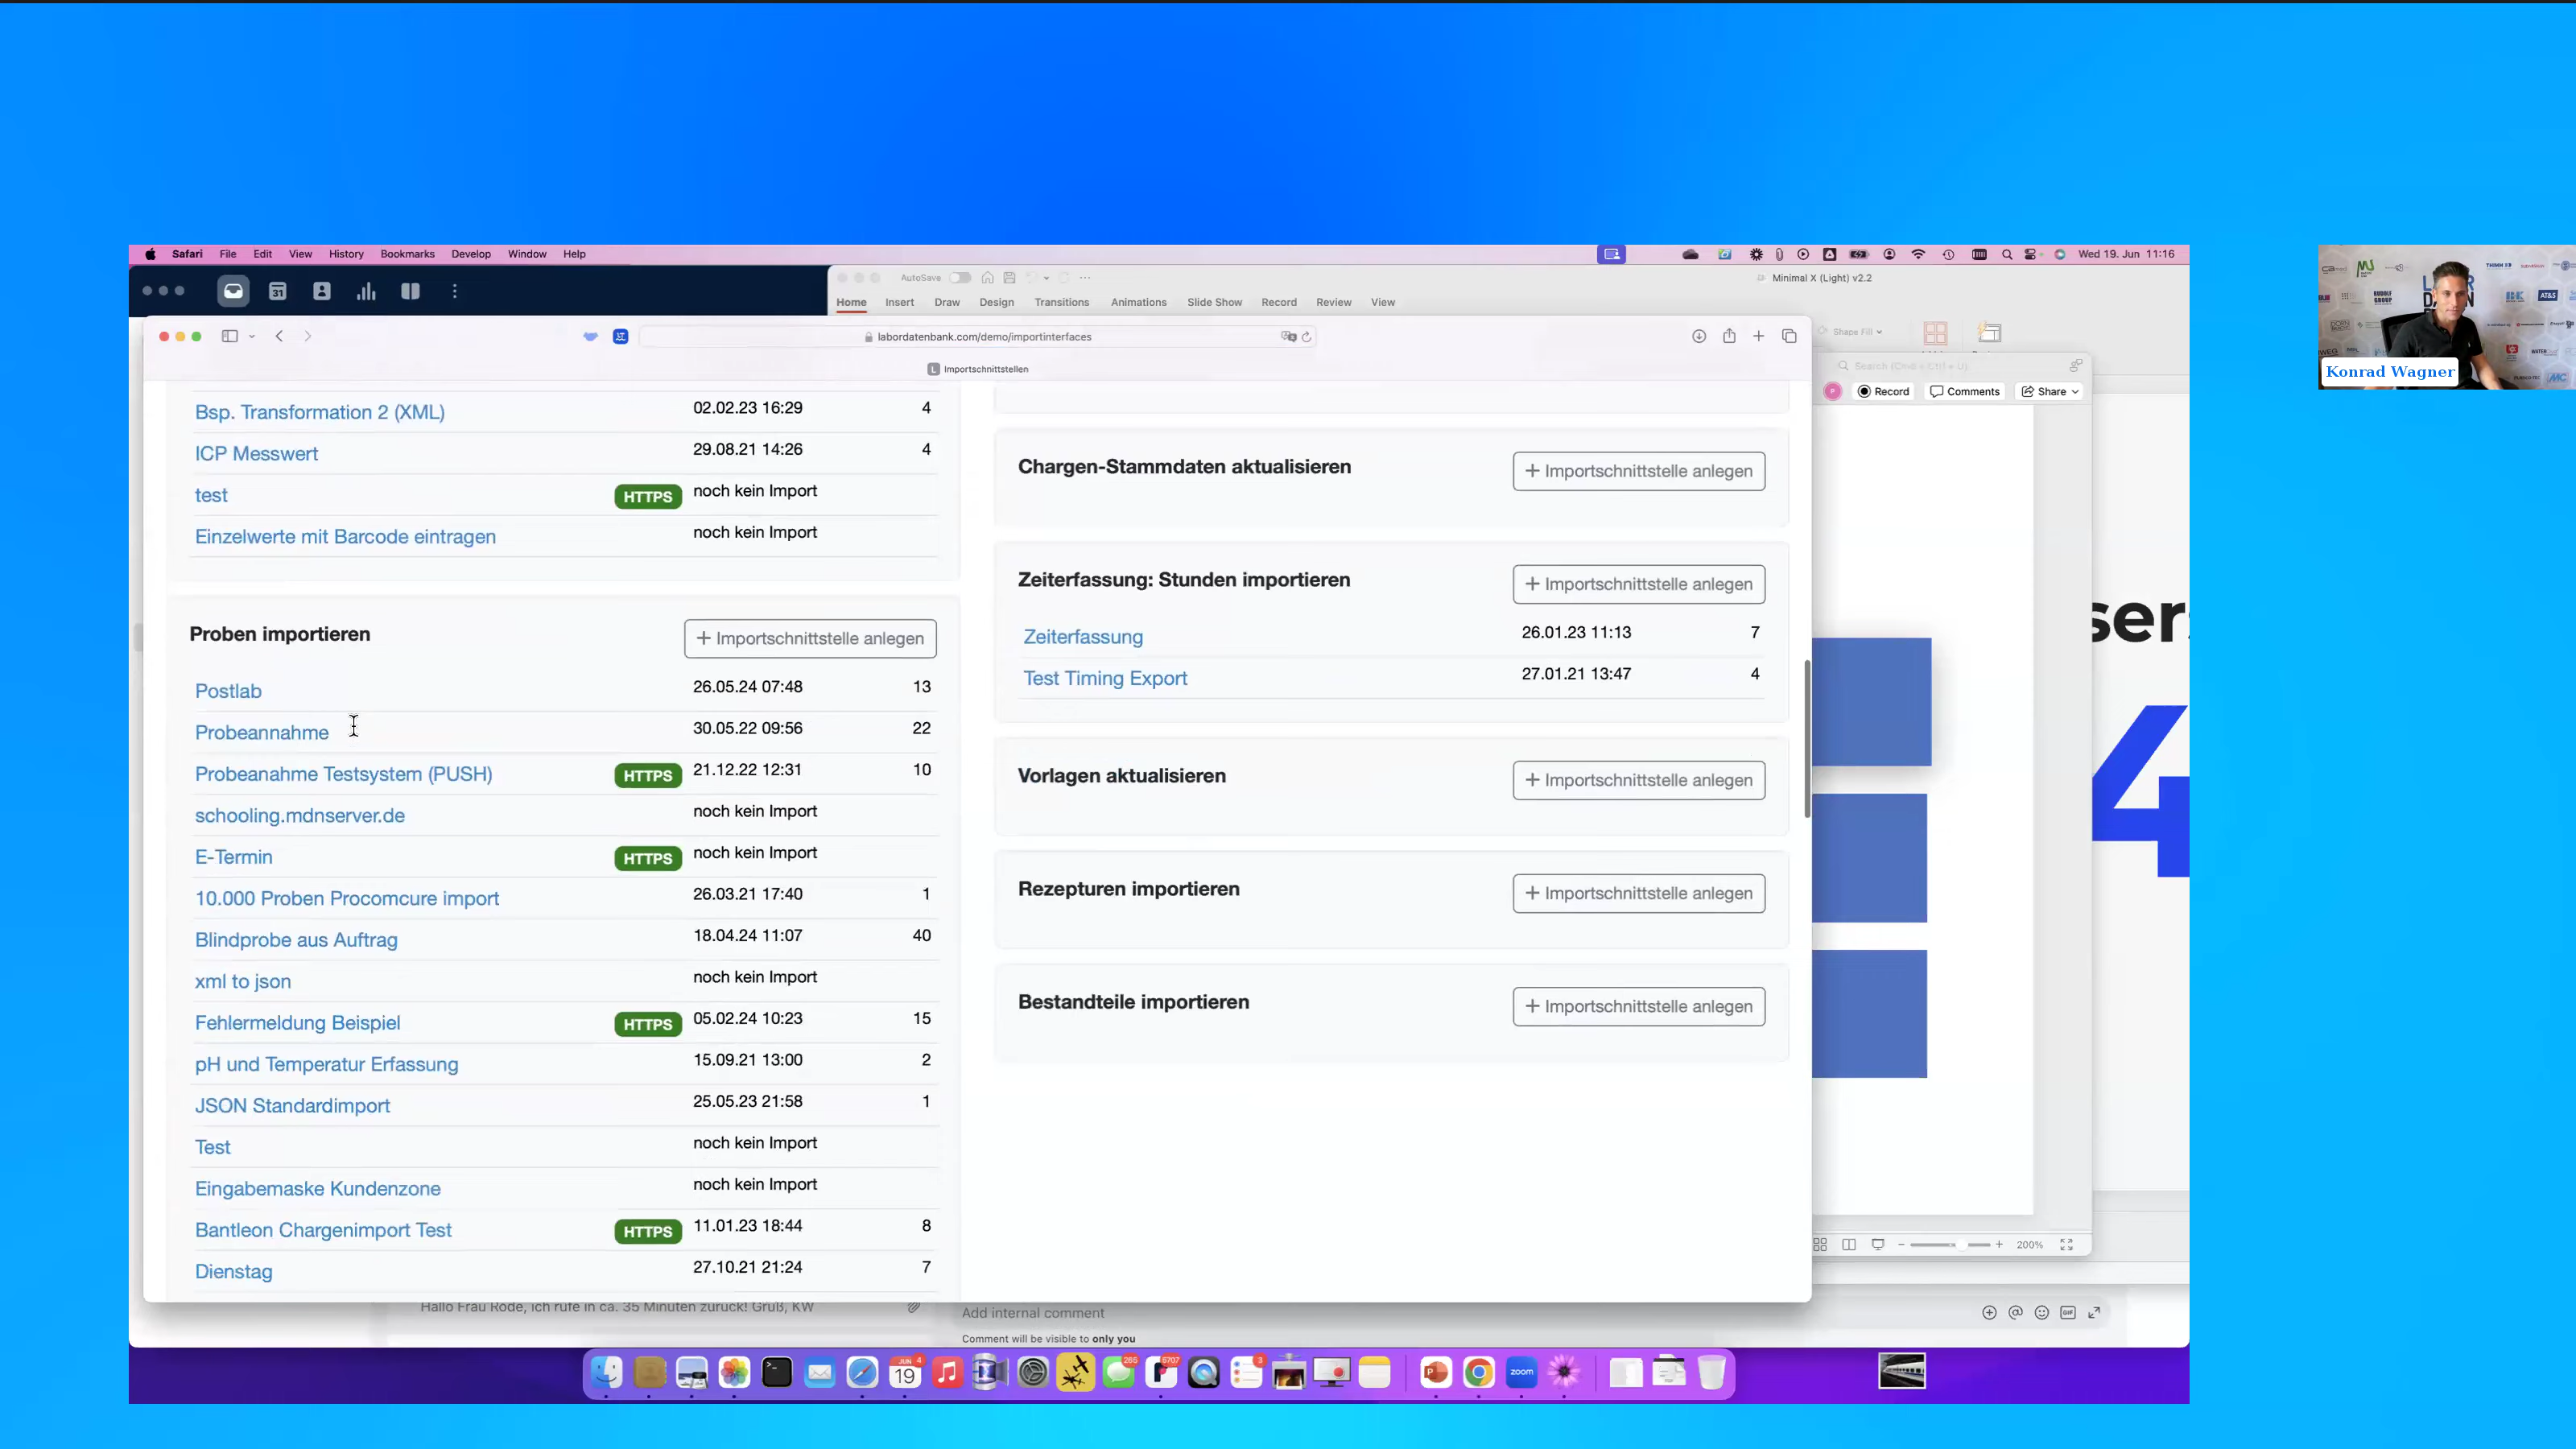 Safari File Edit View History Bookmarks Develop Window Help
Wed 19. Jun 11:16
31
AutoSave
Minimal X (Light) v2.2
Home Insert Draw Design Transitions Animations Slide Show Record Review View
Shape Fill
labordatenbank.com/demo/importinterfaces
L Importschnittstellen
Search (Cmd + Ctrl + U)
Record Comments Share
Konrad Wagner
Bsp. Transformation 2 (XML) 02.02.23 16:29 4
ICP Messwert 29.08.21 14:26 4
test HTTPS noch kein Import
Einzelwerte mit Barcode eintragen noch kein Import
Proben importieren + Importschnittstelle anlegen
Postlab 26.05.24 07:48 13
Probeannahme 30.05.22 09:56 22
Probeanahme Testsystem (PUSH) HTTPS 21.12.22 12:31 10
schooling.mdnserver.de noch kein Import
E-Termin HTTPS noch kein Import
10.000 Proben Procomcure import 26.03.21 17:40 1
Blindprobe aus Auftrag 18.04.24 11:07 40
xml to json noch kein Import
Fehlermeldung Beispiel HTTPS 05.02.24 10:23 15
pH und Temperatur Erfassung 15.09.21 13:00 2
JSON Standardimport 25.05.23 21:58 1
Test noch kein Import
Eingabemaske Kundenzone noch kein Import
Bantleon Chargenimport Test HTTPS 11.01.23 18:44 8
Dienstag 27.10.21 21:24 7
Chargen-Stammdaten aktualisieren + Importschnittstelle anlegen
Zeiterfassung: Stunden importieren + Importschnittstelle anlegen
Zeiterfassung 26.01.23 11:13 7
Test Timing Export 27.01.21 13:47 4
Vorlagen aktualisieren + Importschnittstelle anlegen
Rezepturen importieren + Importschnittstelle anlegen
Bestandteile importieren + Importschnittstelle anlegen
ser
4
200%
Hallo Frau Rode, ich rufe in ca. 35 Minuten zurück! Gruß, KW
Add internal comment
Comment will be visible to only you
JUN 4
19
265
5707
3
zoom